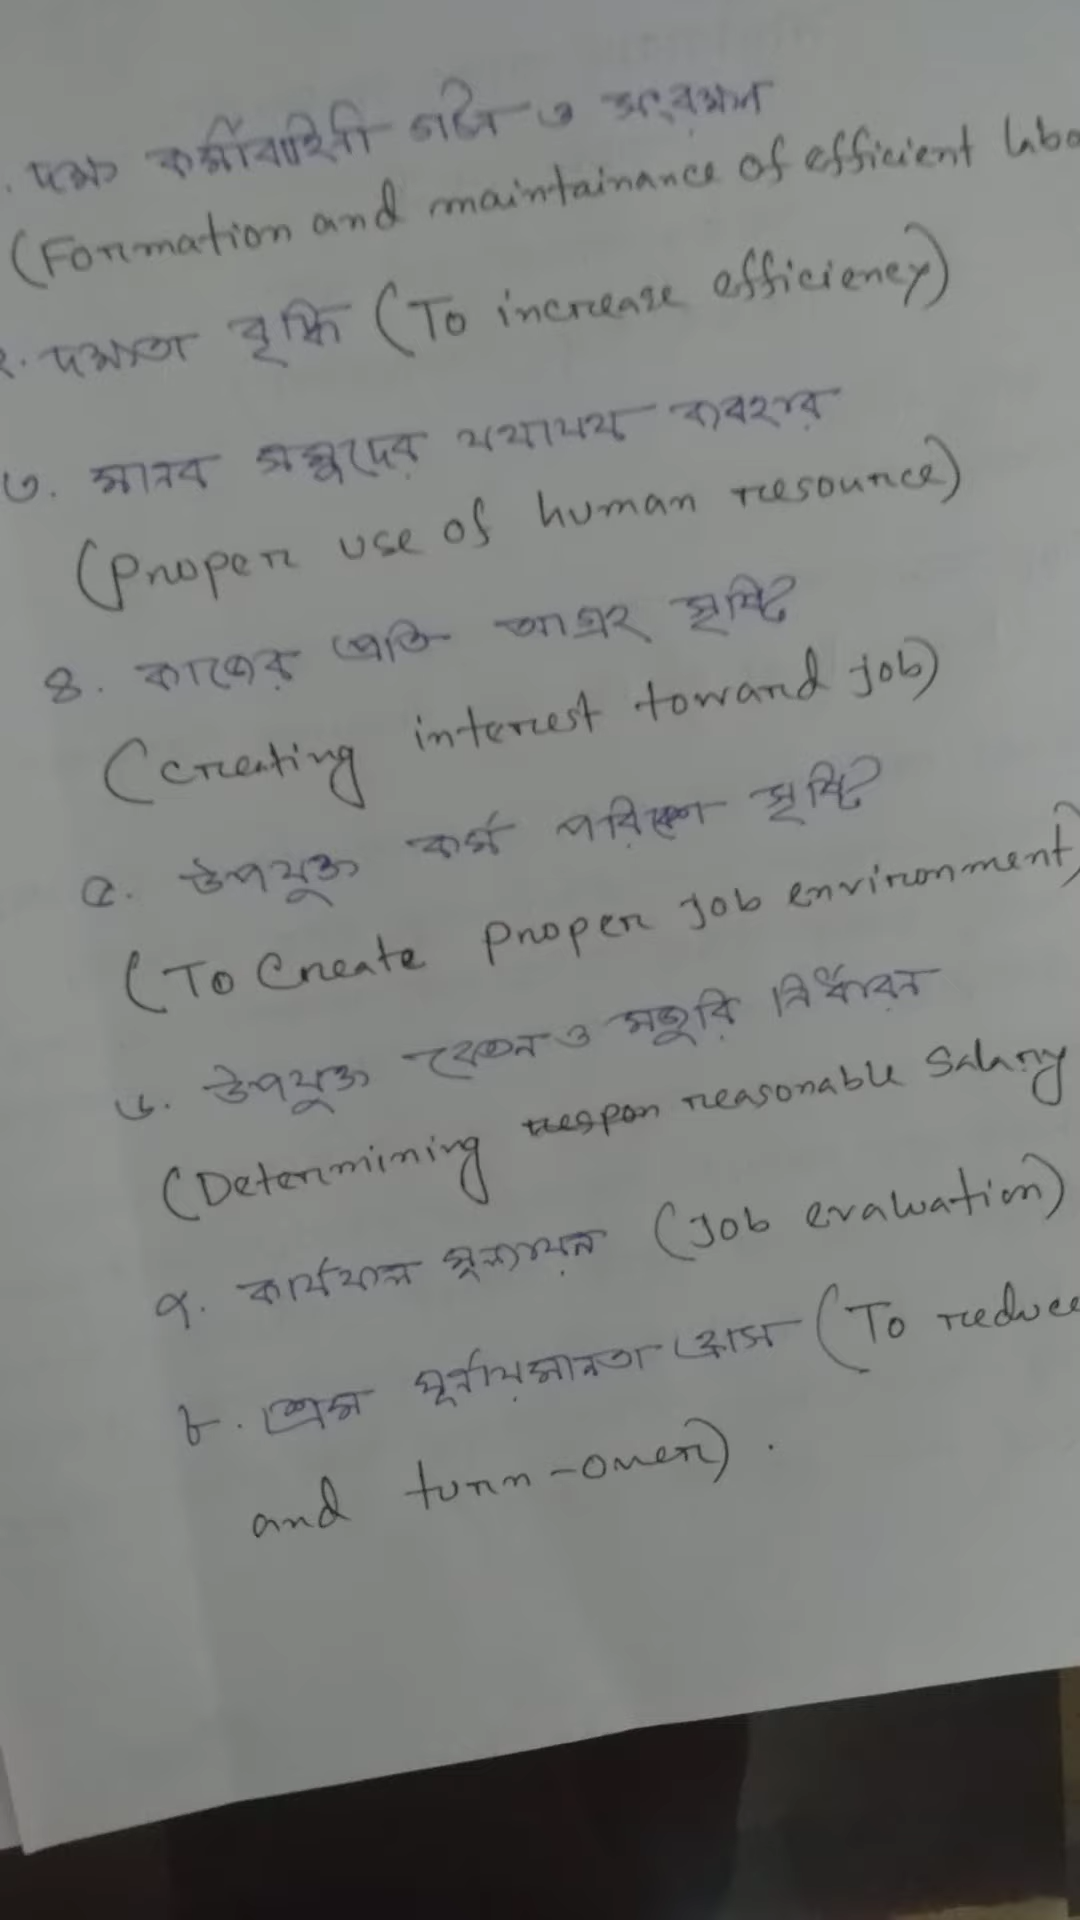 . দক্ষ কর্মীবাহিনী গঠন ও সংরক্ষণ
(Formation and maintainance of efficient labo
২. দক্ষতা বৃদ্ধি (To increase efficiency)
৩. মানব সম্পদের যথাযথ ব্যবহার
(Proper use of human resource)
৪. কাজের প্রতি আগ্রহ সৃষ্টি
(creating interest toward job)
৫. উপযুক্ত কর্ম পরিবেশ সৃষ্টি
(To Create proper job environment)
৬. উপযুক্ত বেতন ও মজুরি নির্ধারন
(Determining reasonable salary
৭. কার্যফল মূল্যায়ন (Job evaluation)
৮. শ্রম ঘূর্নায়মানতা হ্রাস (To reduce
and turn-over).